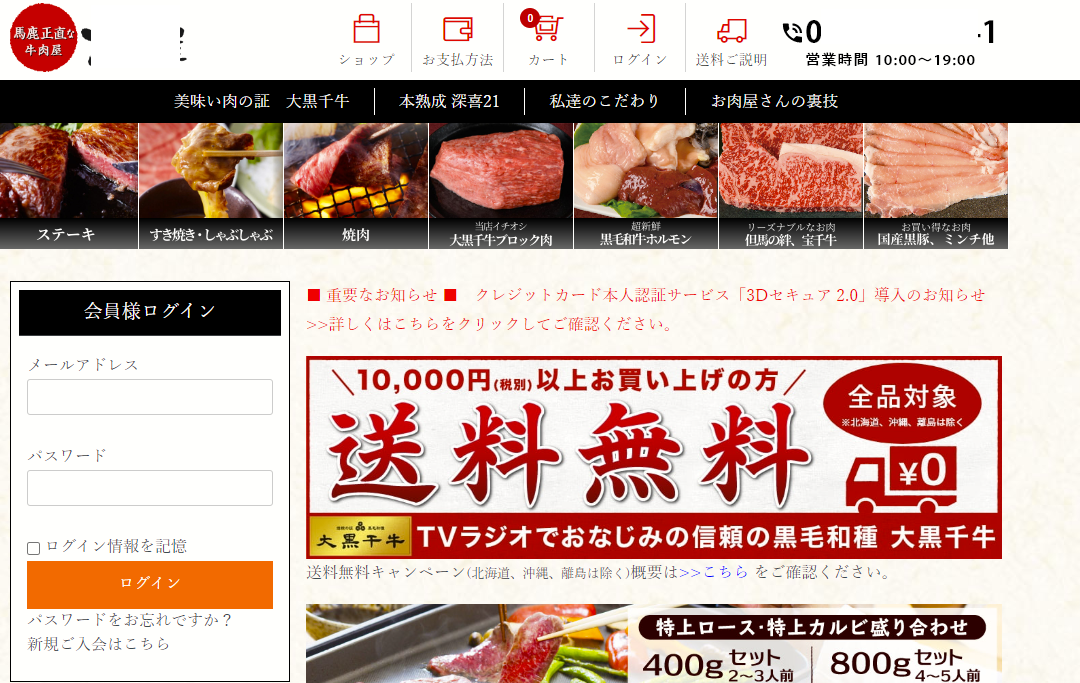 馬鹿正直な
牛肉屋
ショップ
お支払方法
0
カート
ログイン
送料ご説明
0
1
営業時間 10:00～19:00
美味い肉の証 大黒千牛
本熟成 深喜21
私達のこだわり
お肉屋さんの裏技
ステーキ
すき焼き・しゃぶしゃぶ
焼肉
当店イチオシ
大黒千牛ブロック肉
超新鮮
黒毛和牛ホルモン
リーズナブルなお肉
但馬の絆、宝千牛
お買い得なお肉
国産黒豚、ミンチ他
会員様ログイン
メールアドレス
パスワード
ログイン情報を記憶
ログイン
パスワードをお忘れですか？
新規ご入会はこちら
■ 重要なお知らせ ■ クレジットカード本人認証サービス「3Dセキュア 2.0」導入のお知らせ
>>詳しくはこちらをクリックしてご確認ください。
＼10,000円(税別)以上お買い上げの方／
送料無料
全品対象
※北海道、沖縄、離島は除く
¥0
大黒千牛
TVラジオでおなじみの信頼の黒毛和種 大黒千牛
送料無料キャンペーン(北海道、沖縄、離島は除く)概要は>>こちら をご確認ください。
特上ロース・特上カルビ盛り合わせ
400gセット
2～3人前
800gセット
4～5人前